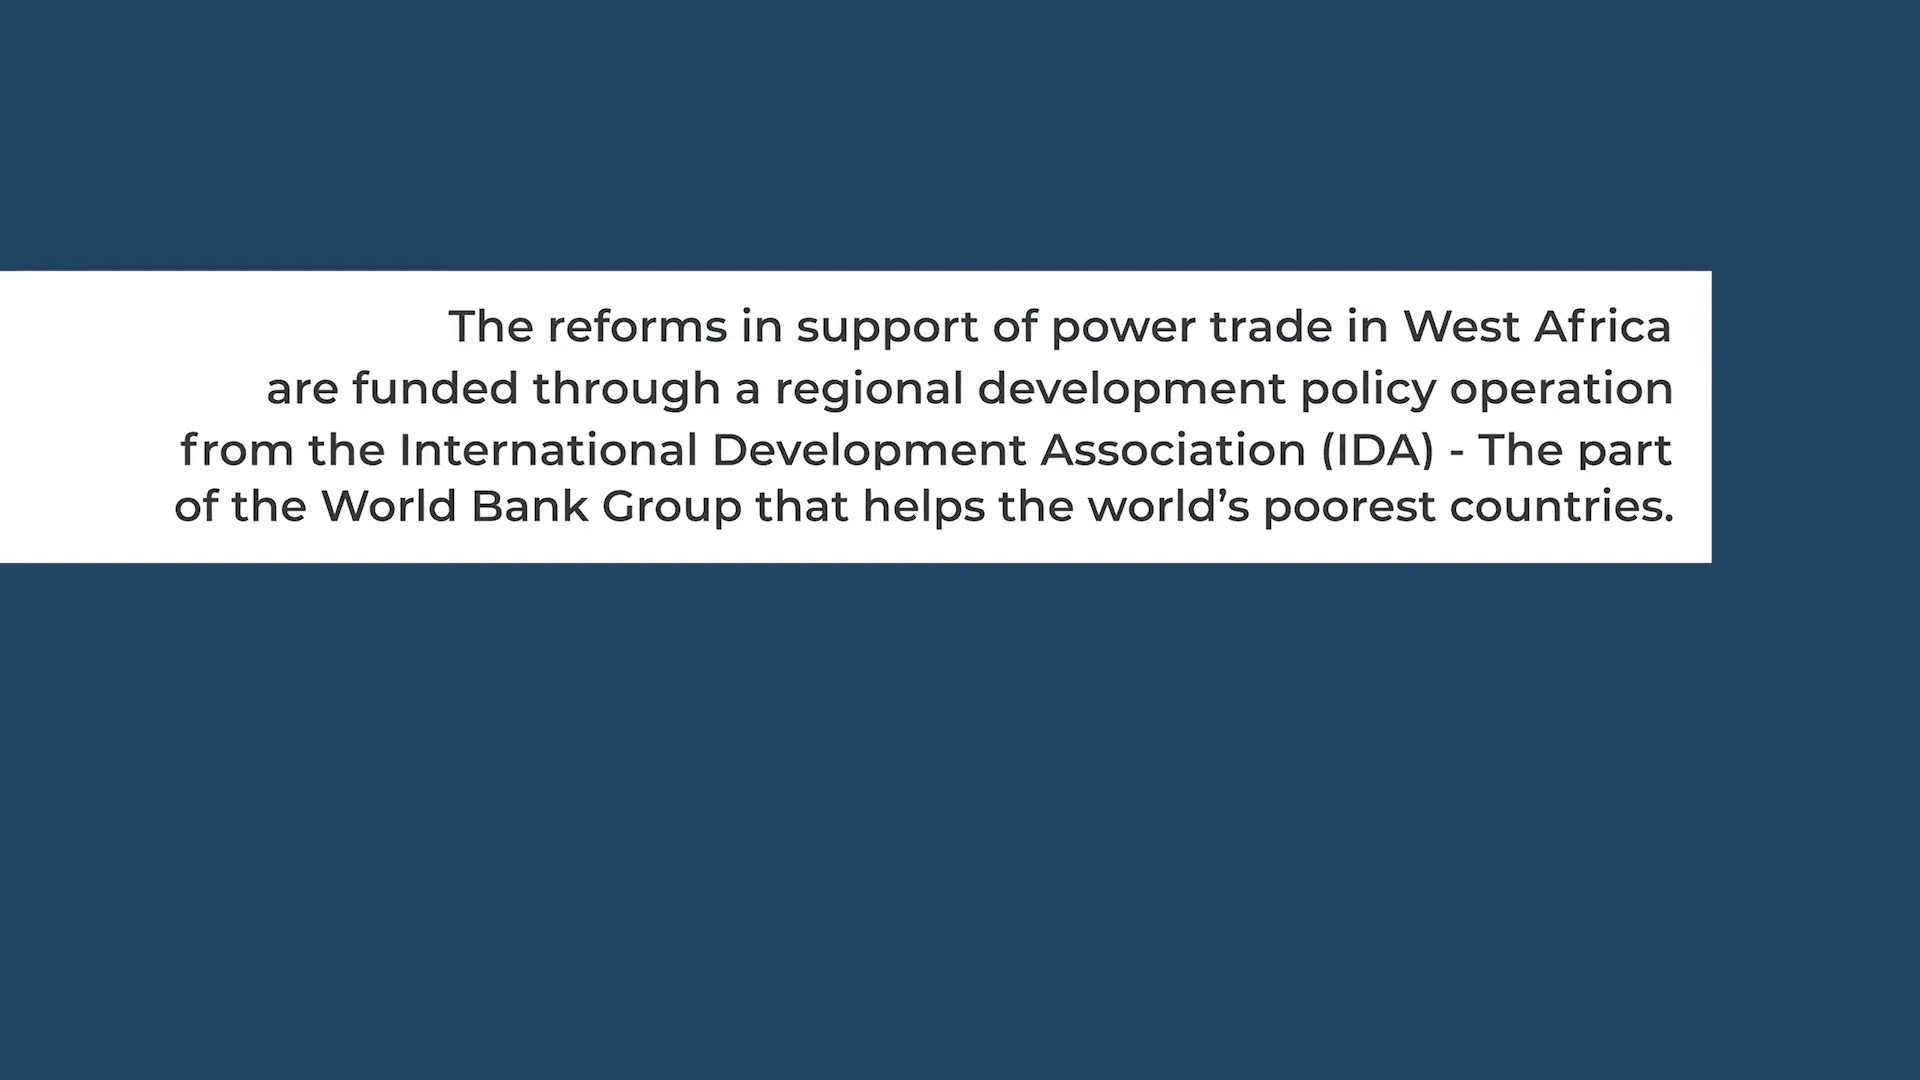 The reforms in support of power trade in West Africa
are funded through a regional development policy operation
from the International Development Association (IDA) - The part
of the World Bank Group that helps the world’s poorest countries.